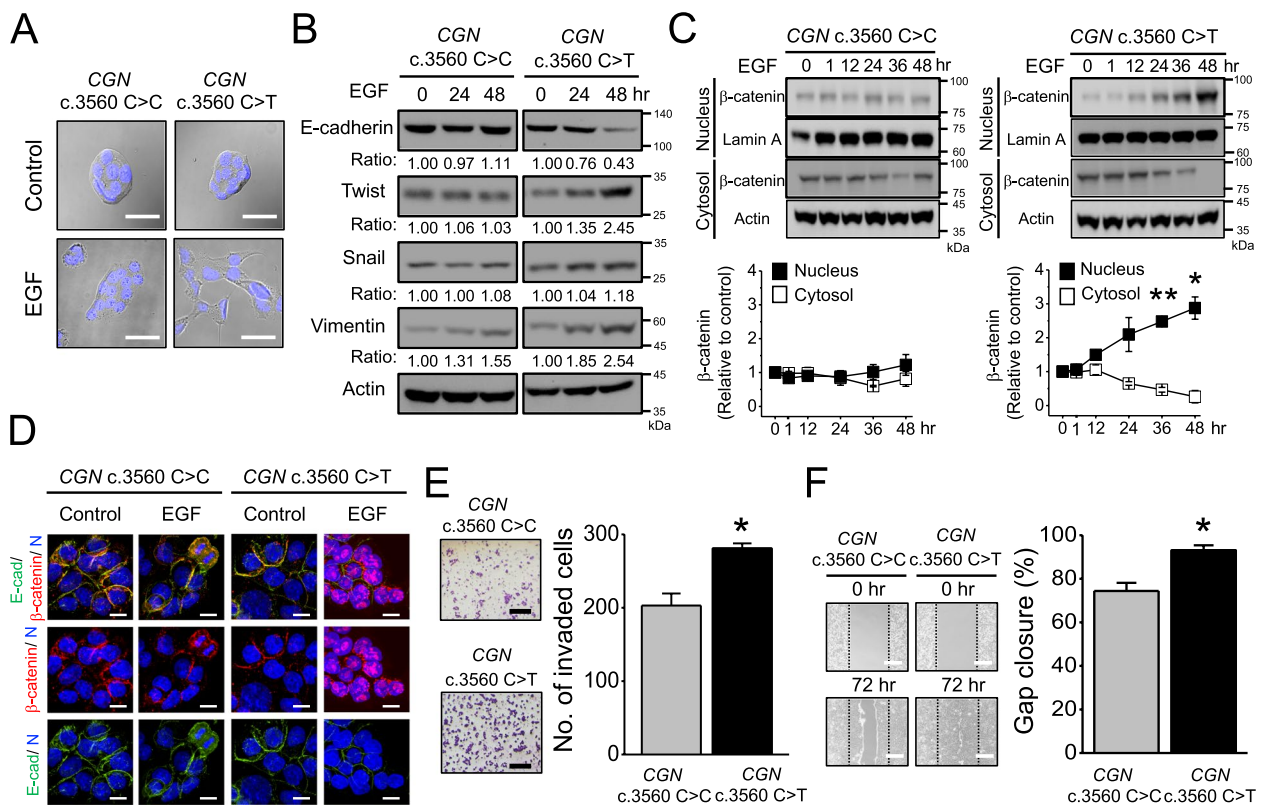 A
CGN
c.3560 C>C
CGN
c.3560 C>T
Control
EGF
B
CGN
c.3560 C>C
CGN
c.3560 C>T
EGF 0 24 48 0 24 48 hr
E-cadherin
140
100
Ratio: 1.00 0.97 1.11 1.00 0.76 0.43
Twist
35
25
Ratio: 1.00 1.06 1.03 1.00 1.35 2.45
Snail
35
25
Ratio: 1.00 1.00 1.08 1.00 1.04 1.18
Vimentin
60
45
Ratio: 1.00 1.31 1.55 1.00 1.85 2.54
Actin
45
35
kDa
C
CGN c.3560 C>C
EGF 0 1 12 24 36 48 hr
Nucleus
β-catenin
100
75
Lamin A
75
60
Cytosol
β-catenin
100
75
Actin
45
35
kDa
CGN c.3560 C>T
EGF 0 1 12 24 36 48 hr
Nucleus
β-catenin
100
75
Lamin A
75
60
Cytosol
β-catenin
100
75
Actin
45
35
kDa
β-catenin
(Relative to control)
4
3
2
1
0
Nucleus
Cytosol
0 1 12 24 36 48 hr
β-catenin
(Relative to control)
4
3
2
1
0
Nucleus
Cytosol
**
*
0 1 12 24 36 48 hr
D
CGN c.3560 C>C
CGN c.3560 C>T
Control EGF Control EGF
E-cad/
β-catenin/ N
β-catenin/ N
E-cad/ N
E
CGN
c.3560 C>C
CGN
c.3560 C>T
No. of invaded cells
300
200
100
0
*
CGN
c.3560 C>C
CGN
c.3560 C>T
F
CGN
c.3560 C>C
CGN
c.3560 C>T
0 hr 0 hr
72 hr 72 hr
Gap closure (%)
100
80
60
40
20
0
*
CGN
c.3560 C>C
CGN
c.3560 C>T